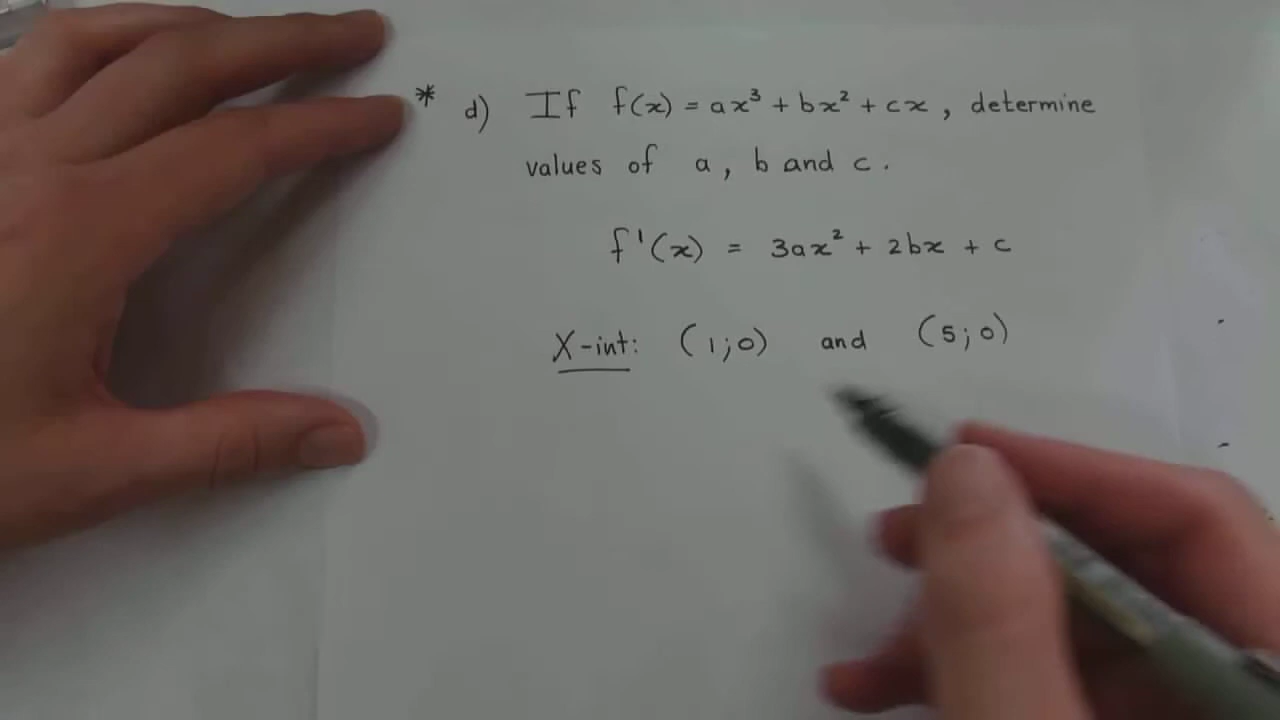 * d) If f(x) = ax³ + bx² + cx, determine
values of a, b and c.
f'(x) = 3ax² + 2bx + c
X-int: (1;0) and (5;0)